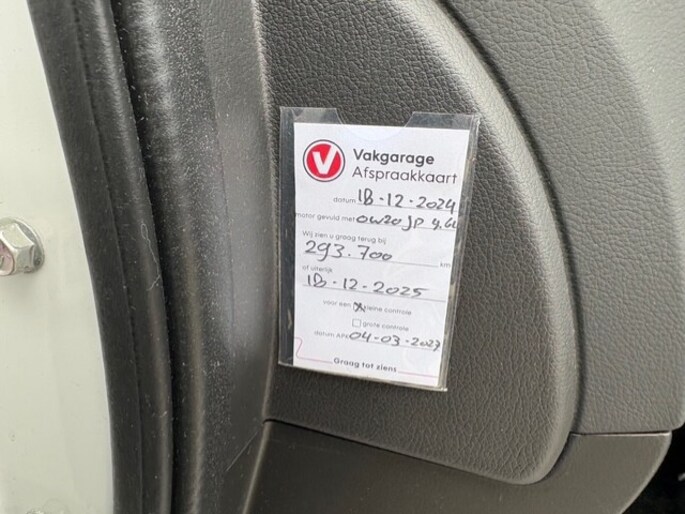 V
Vakgarage
Afspraakkaart
datum 18-12-2024
motor gevuld met 0W20 JP 4,6L
Wij zien u graag terug bij
293.700 km
of uiterlijk
18-12-2025
voor een kleine controle
grote controle
datum APK 04-03-2027
Graag tot ziens